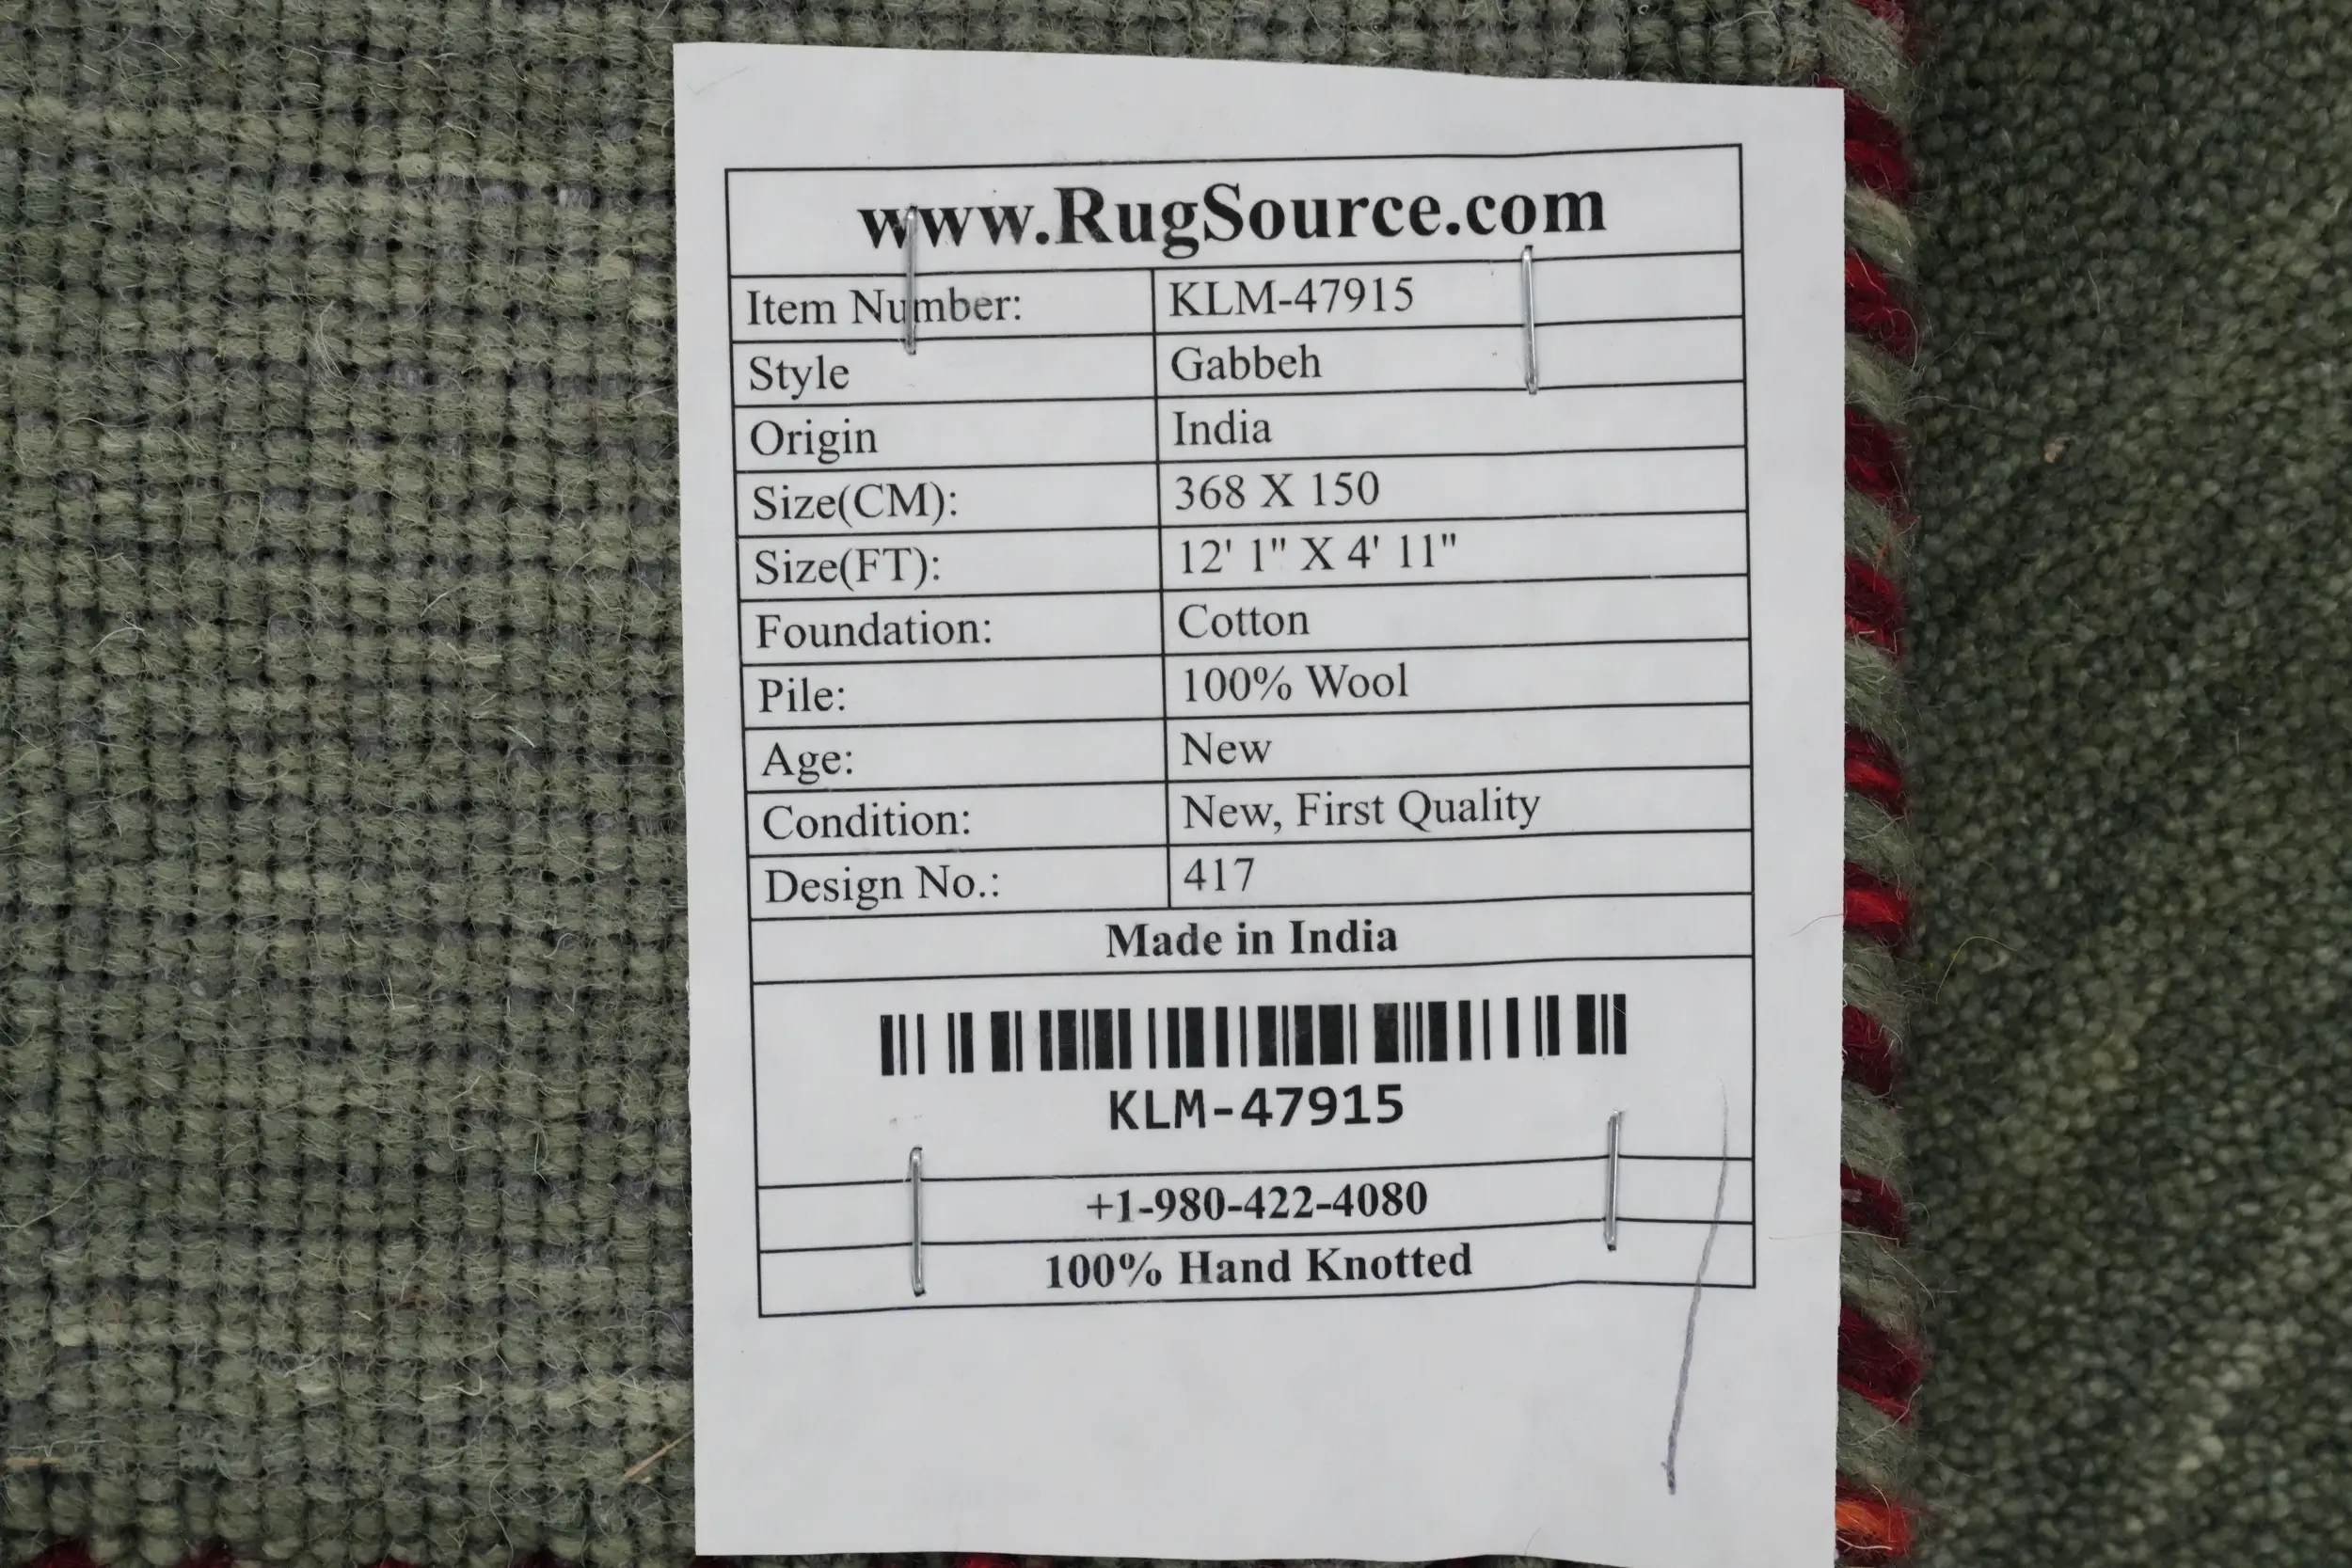 www.RugSource.com
Item Number: KLM-47915
Style Gabbeh
Origin India
Size(CM): 368 X 150
Size(FT): 12' 1" X 4' 11"
Foundation: Cotton
Pile: 100% Wool
Age: New
Condition: New, First Quality
Design No.: 417
Made in India
KLM-47915
+1-980-422-4080
100% Hand Knotted